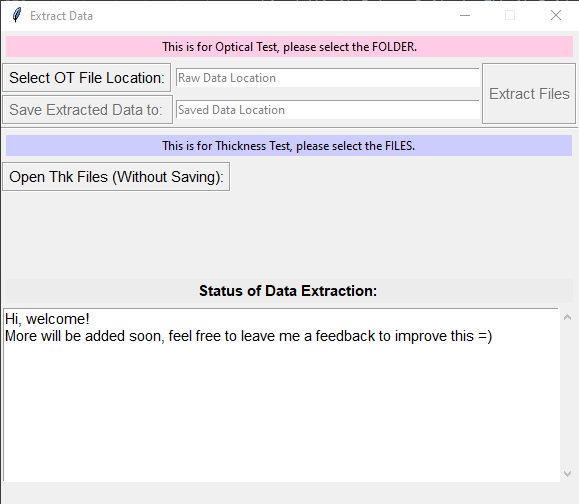 Extract Data
This is for Optical Test, please select the FOLDER.
Select OT File Location:
Raw Data Location
Extract Files
Save Extracted Data to:
Saved Data Location
This is for Thickness Test, please select the FILES.
Open Thk Files (Without Saving):
Status of Data Extraction:
Hi, welcome!
More will be added soon, feel free to leave me a feedback to improve this =)